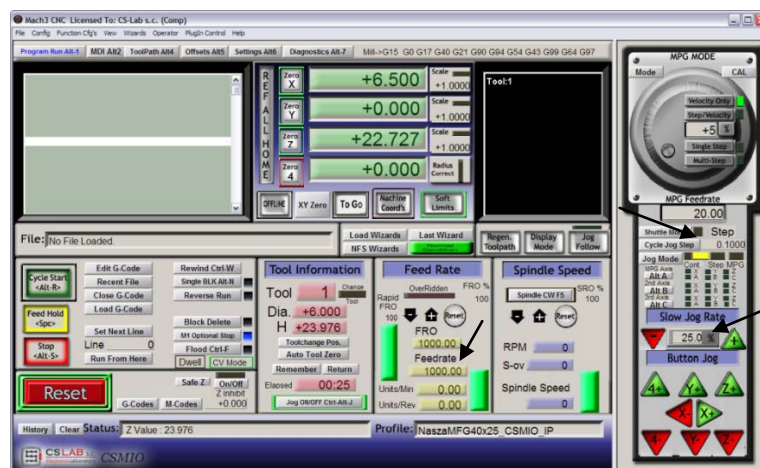 Mach3 CNC Licensed To: CS-Lab s.c. (Comp)
File Config Function Cfg's View Wizards Operator PlugIn Control Help
Program Run Alt-1 MDI Alt2 ToolPath Alt4 Offsets Alt5 Settings Alt6 Diagnostics Alt-7 Mill->G15 G0 G17 G40 G21 G90 G94 G54 G43 G99 G64 G97
REF ALL HOME
Zero X +6.500 Scale +1.0000
Zero Y +0.000 Scale +1.0000
Zero Z +22.727 Scale +1.0000
Zero 4 +0.000 Radius Correct
OFFLINE XY Zero To Go Machine Coord's Soft Limits
Tool:1
File: No File Loaded.
Load Wizards Last Wizard
NFS Wizards
Regen. Toolpath Display Mode Jog Follow
Cycle Start <Alt-R>
Feed Hold <Spc>
Stop <Alt-S>
Edit G-Code
Recent File
Close G-Code
Load G-Code
Set Next Line
Line 0
Run From Here
Rewind Ctrl-W
Single BLK Alt-N
Reverse Run
Block Delete
M1 Optional Stop
Flood Ctrl-F
Dwell CV Mode
Reset
G-Codes M-Codes
Safe Z On/Off
Z Inhibit
+0.000
Tool Information
Tool 1 Change Tool
Dia. +6.000
H +23.976
Toolchange Pos.
Auto Tool Zero
Remember Return
Elapsed 00:25
Jog ON/OFF Ctrl-Alt-J
Feed Rate
OverRidden FRO %
Rapid FRO 100
100
Reset
FRO
1000.00
Feedrate
1000.00
Units/Min 0.00
Units/Rev 0.00
Spindle Speed
Spindle CW F5 SRO %
100
Reset
RPM 0
S-ov 0
Spindle Speed
0
History Clear Status: Z Value : 23.976 Profile: NaszaMFG40x25_CSMIO_IP
CSLAB s.c. CSMIO
MPG MODE
Mode CAL
Velocity Only
Step/Velocity
+5 %
Single Step
Multi-Step
MPG Feedrate
20.00
Shuttle Mode Step
Cycle Jog Step 0.1000
Jog Mode
Cont. Step MPG
MPG Axis
Alt A X Y Z
2nd Axis
Alt B
3rd Axis
Alt C
Slow Jog Rate
25.0 %
Button Jog
4+ Y+ Z+
X- X+
4- Y- Z-